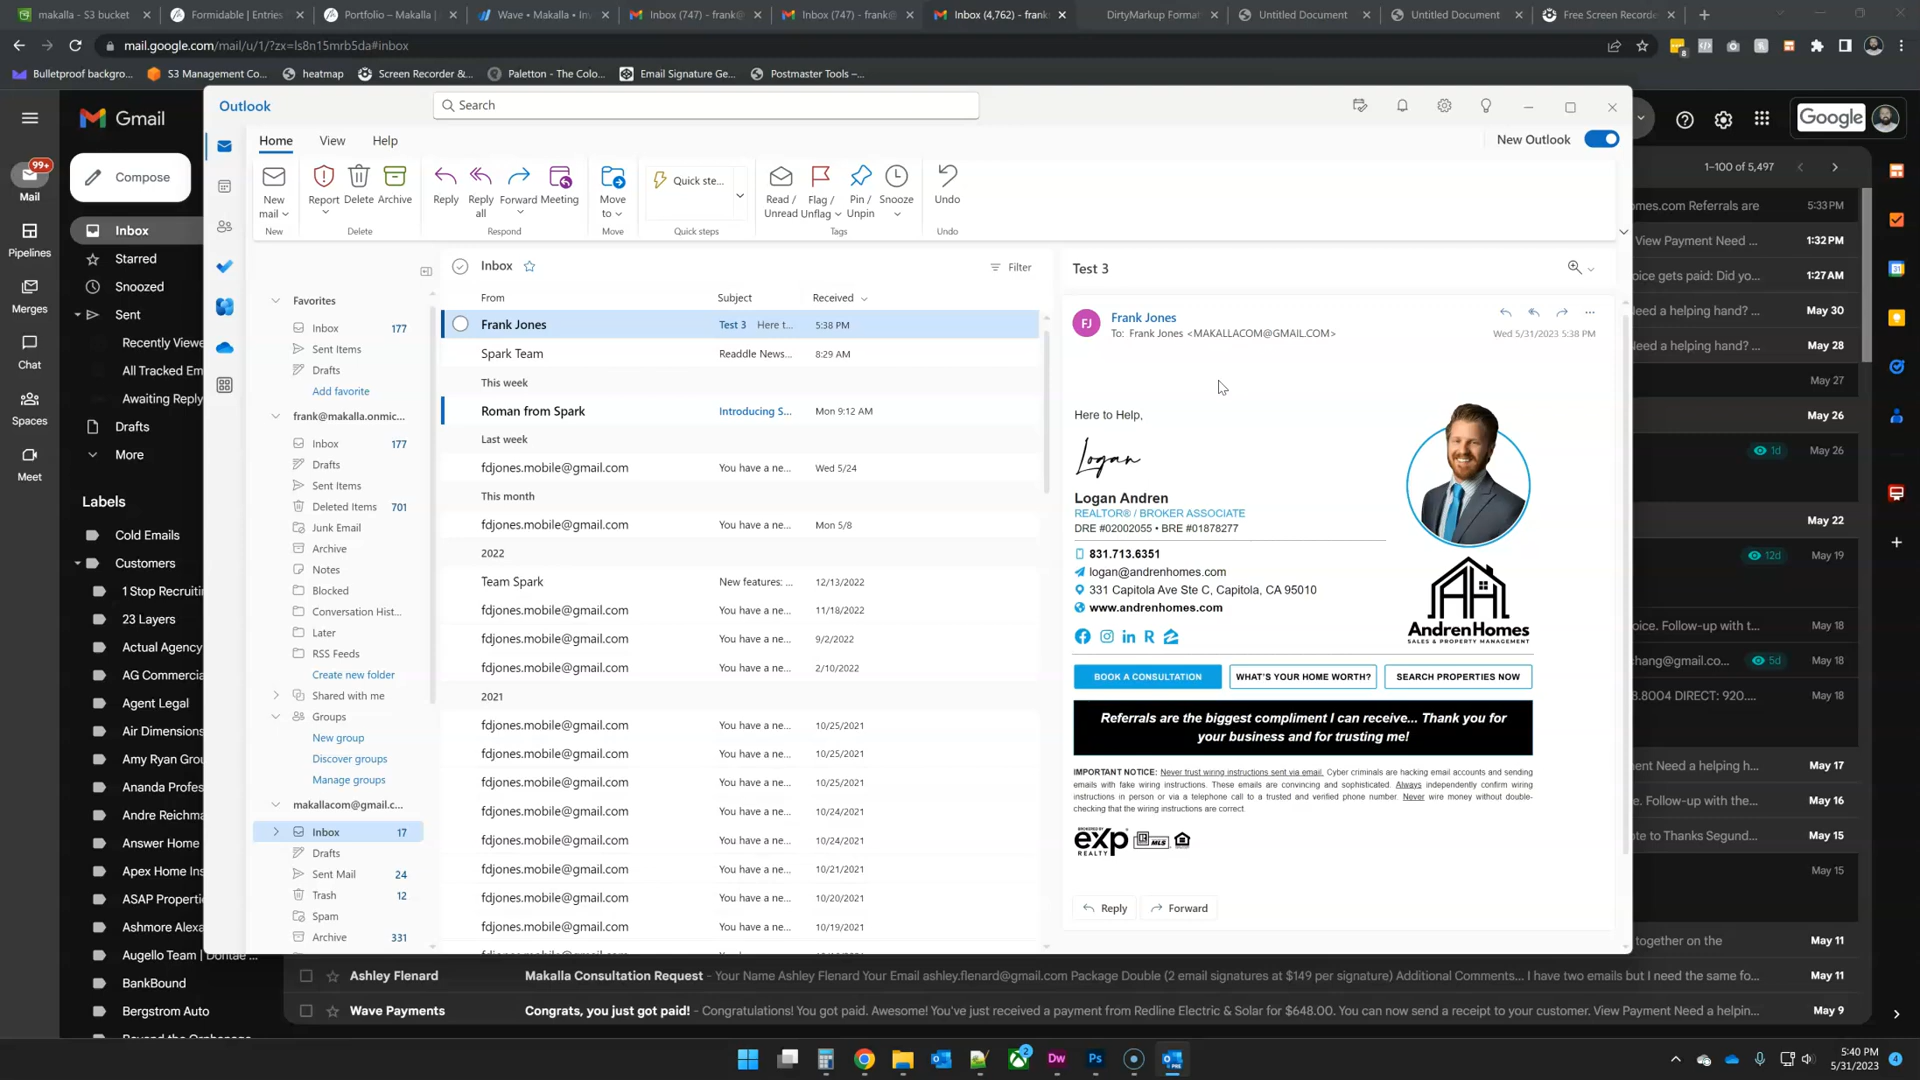 makalla - S3 bucket
Formidable | Entries
Portfolio – Makalla |
Wave • Makalla • In
Inbox (747) - frank@
Inbox (747) - frank@
Inbox (4,762) - frank
DirtyMarkup Format
Untitled Document
Untitled Document
Free Screen Recorde
mail.google.com/mail/u/1/?zx=ls8n15mrb5da#inbox
Bulletproof backgro...
S3 Management Co...
heatmap
Screen Recorder &...
Paletton - The Colo...
Email Signature Ge...
Postmaster Tools –...
Gmail
Compose
99+
Mail
Pipelines
Merges
Chat
Spaces
Meet
Inbox
Starred
Snoozed
Sent
Recently Viewe
All Tracked Em
Awaiting Reply
Drafts
More
Labels
Cold Emails
Customers
1 Stop Recruiti
23 Layers
Actual Agency
AG Commercia
Agent Legal
Air Dimensions
Amy Ryan Grou
Ananda Profes
Andre Reichma
Answer Home
Apex Home Ins
ASAP Properti
Ashmore Alexa
Augello Team | Dontae ...
BankBound
Bergstrom Auto
Outlook
Search
Home
View
Help
New Outlook
New
mail
New
Report
Delete
Archive
Delete
Reply
Reply
all
Forward
Meeting
Respond
Move
to
Move
Quick ste...
Quick steps
Read /
Unread
Flag /
Unflag
Pin /
Unpin
Snooze
Tags
Undo
Undo
Favorites
Inbox 177
Sent Items
Drafts
Add favorite
frank@makalla.onmic...
Inbox 177
Drafts
Sent Items
Deleted Items 701
Junk Email
Archive
Notes
Blocked
Conversation Hist...
Later
RSS Feeds
Create new folder
Shared with me
Groups
New group
Discover groups
Manage groups
makallacom@gmail.c...
Inbox 17
Drafts
Sent Mail 24
Trash 12
Spam
Archive 331
Inbox
Filter
From Subject Received
Frank Jones Test 3 Here t... 5:38 PM
Spark Team Readdle News... 8:29 AM
This week
Roman from Spark Introducing S... Mon 9:12 AM
Last week
fdjones.mobile@gmail.com You have a ne... Wed 5/24
This month
fdjones.mobile@gmail.com You have a ne... Mon 5/8
2022
Team Spark New features: ... 12/13/2022
fdjones.mobile@gmail.com You have a ne... 11/18/2022
fdjones.mobile@gmail.com You have a ne... 9/2/2022
fdjones.mobile@gmail.com You have a ne... 2/10/2022
2021
fdjones.mobile@gmail.com You have a ne... 10/25/2021
fdjones.mobile@gmail.com You have a ne... 10/25/2021
fdjones.mobile@gmail.com You have a ne... 10/25/2021
fdjones.mobile@gmail.com You have a ne... 10/24/2021
fdjones.mobile@gmail.com You have a ne... 10/24/2021
fdjones.mobile@gmail.com You have a ne... 10/21/2021
fdjones.mobile@gmail.com You have a ne... 10/20/2021
fdjones.mobile@gmail.com You have a ne... 10/19/2021
Test 3
FJ
Frank Jones
To: Frank Jones <MAKALLACOM@GMAIL.COM>
Wed 5/31/2023 5:38 PM
Here to Help,
Logan
Logan Andren
REALTOR® / BROKER ASSOCIATE
DRE #02002055 • BRE #01878277
831.713.6351
logan@andrenhomes.com
331 Capitola Ave Ste C, Capitola, CA 95010
www.andrenhomes.com
AndrenHomes
SALES & PROPERTY MANAGEMENT
BOOK A CONSULTATION
WHAT'S YOUR HOME WORTH?
SEARCH PROPERTIES NOW
Referrals are the biggest compliment I can receive... Thank you for
your business and for trusting me!
IMPORTANT NOTICE: Never trust wiring instructions sent via email. Cyber criminals are hacking email accounts and sending
emails with fake wiring instructions. These emails are convincing and sophisticated. Always independently confirm wiring
instructions in person or via a telephone call to a trusted and verified phone number. Never wire money without double-
checking that the wiring instructions are correct.
BROKERED BY
exp
REALTY
MLS
Reply
Forward
Google
1–100 of 5,497
omes.com Referrals are 5:33 PM
View Payment Need ... 1:32 PM
oice gets paid: Did yo... 1:27 AM
Need a helping hand? ... May 30
Need a helping hand? ... May 28
May 27
May 26
1d May 26
May 22
12d May 19
oice. Follow-up with t... May 18
chang@gmail.co... 5d May 18
8.8004 DIRECT: 920.... May 18
ment Need a helping h... May 17
e. Follow-up with the... May 16
ote to Thanks Segund... May 15
May 15
together on the May 11
Ashley Flenard Makalla Consultation Request - Your Name Ashley Flenard Your Email ashley.flenard@gmail.com Package Double (2 email signatures at $149 per signature) Additional Comments... I have two emails but I need the same fo... May 11
Wave Payments Congrats, you just got paid! - Congratulations! You got paid. Awesome! You've just received a payment from Redline Electric & Solar for $648.00. You can now send a receipt to your customer. View Payment Need a helpin... May 9
2
Dw
Ps
5:40 PM
5/31/2023
4